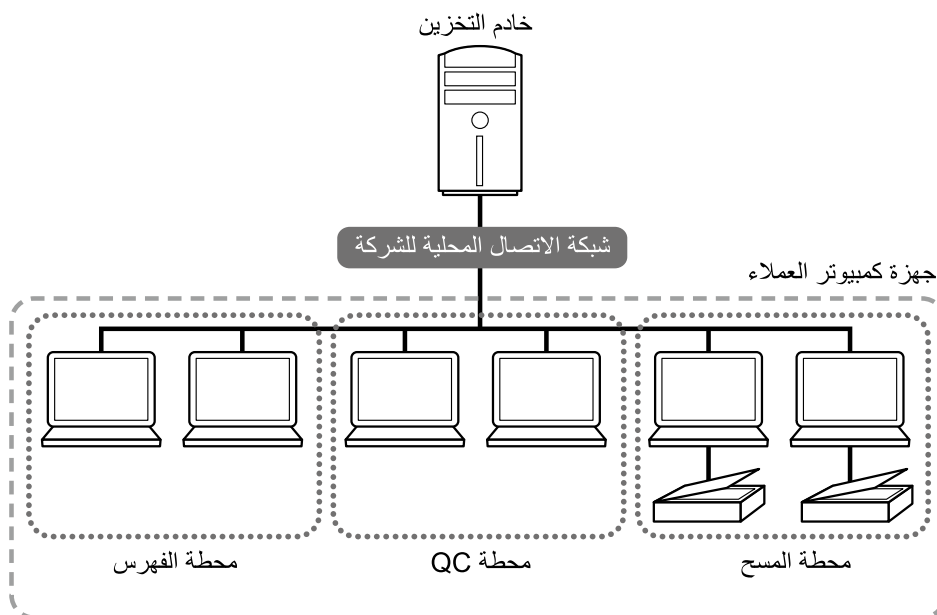 خادم التخزين
شبكة الاتصال المحلية للشركة
جهزة كمبيوتر العملاء
محطة المسح
محطة QC
محطة الفهرس